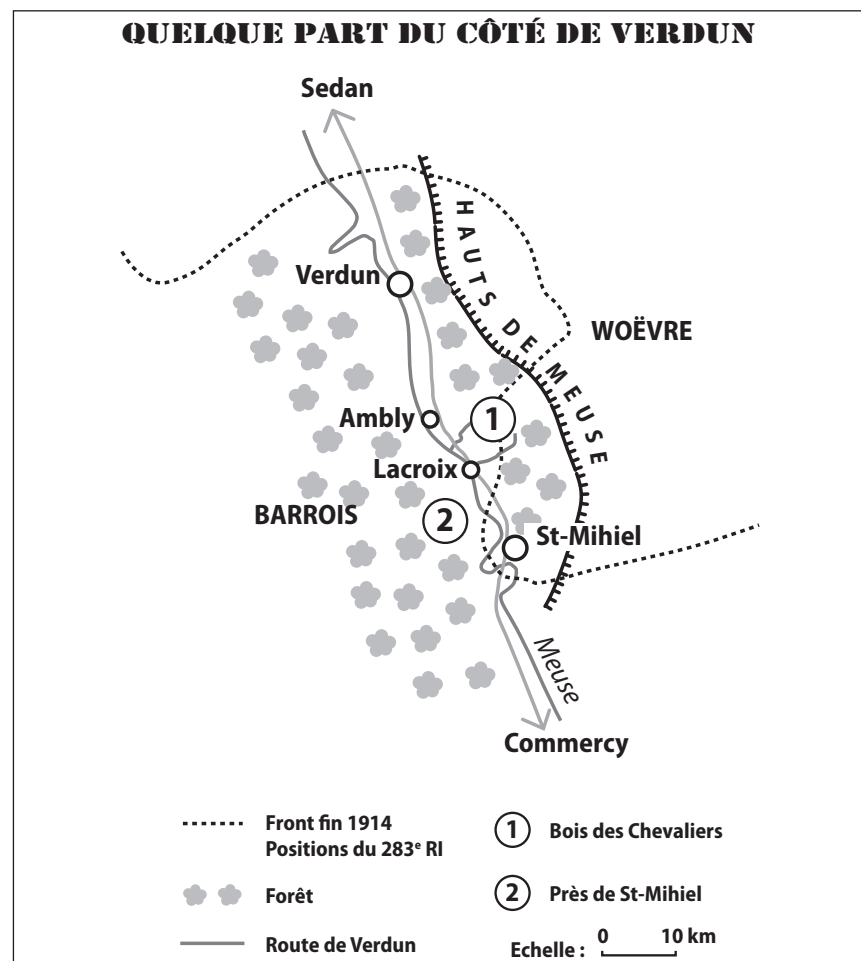 QUELQUE PART DU CÔTÉ DE VERDUN
Sedan
HAUTS DE MEUSE
Verdun
WOËVRE
Ambly
1
Lacroix
BARROIS
2
St-Mihiel
Meuse
Commercy
Front fin 1914
Positions du 283e RI
1 Bois des Chevaliers
Forêt
2 Près de St-Mihiel
Route de Verdun
Echelle : 0 10 km